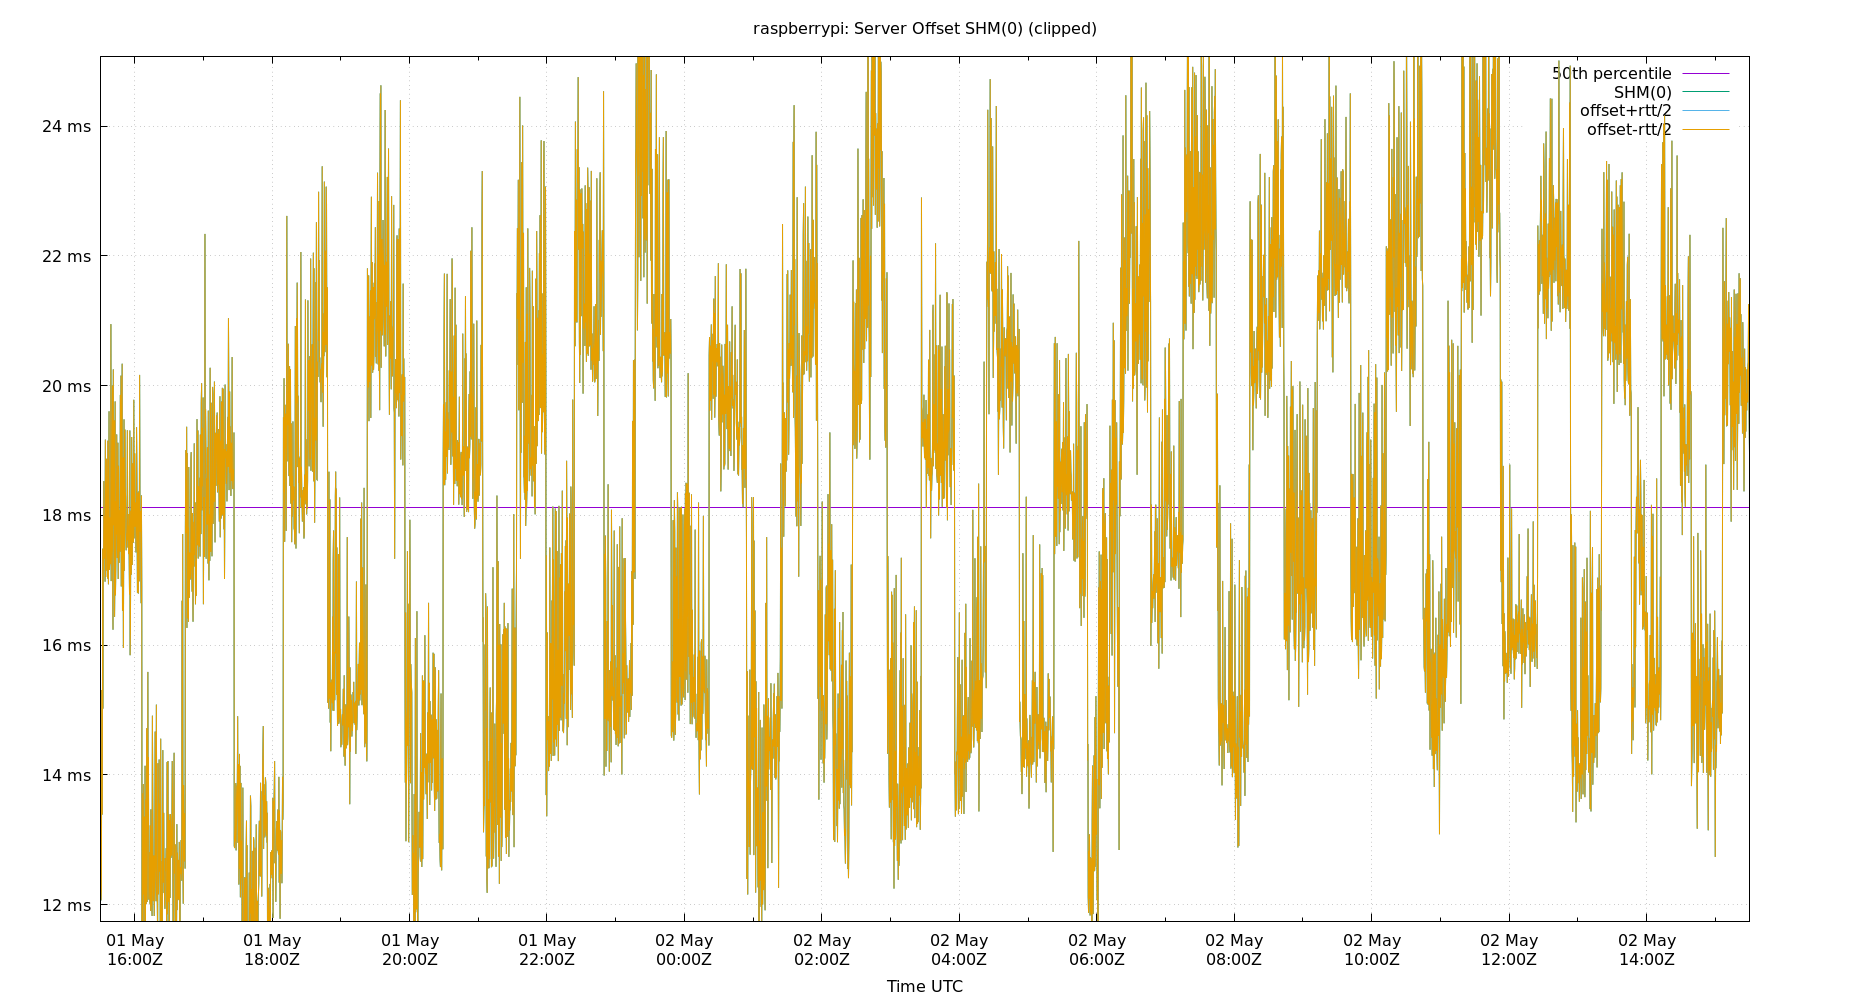 raspberrypi: Server Offset SHM(0) (clipped)
50th percentile
SHM(0)
offset+rtt/2
offset-rtt/2
24 ms
22 ms
20 ms
18 ms
16 ms
14 ms
12 ms
01 May 01 May 01 May 01 May 02 May 02 May 02 May 02 May 02 May 02 May 02 May 02 May
16:00Z 18:00Z 20:00Z 22:00Z 00:00Z 02:00Z 04:00Z 06:00Z 08:00Z 10:00Z 12:00Z 14:00Z
Time UTC